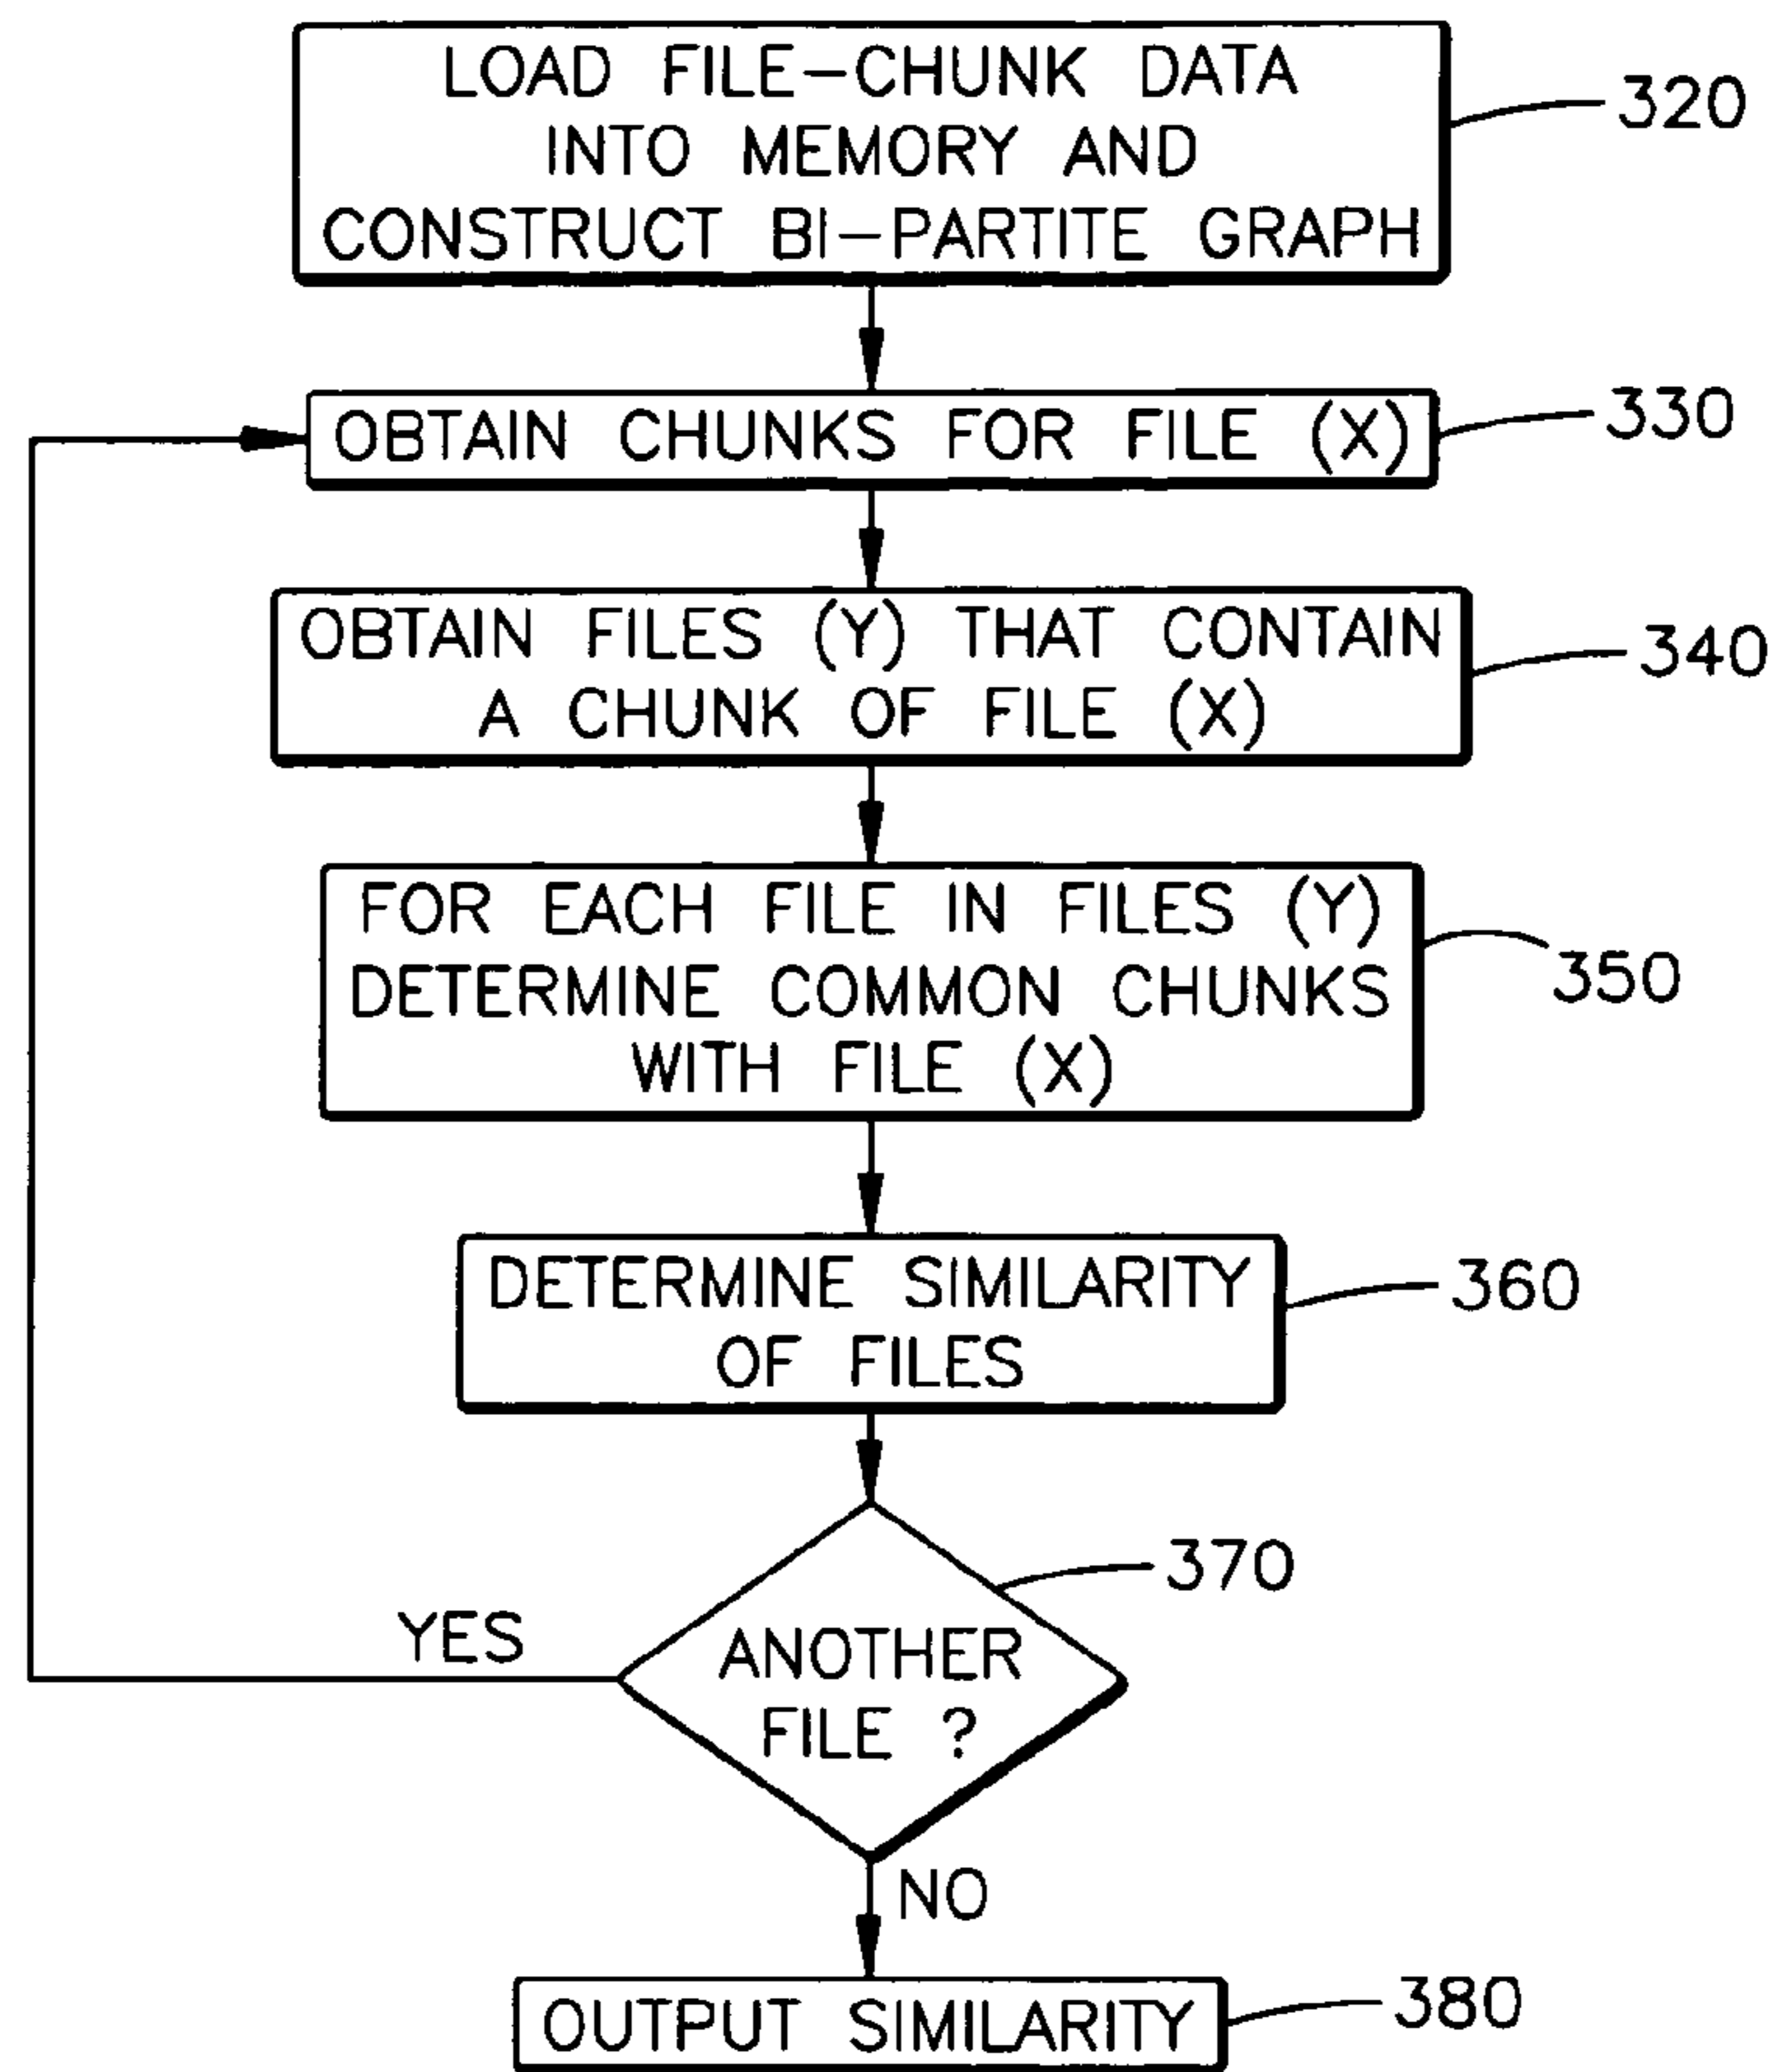 LOAD FILE-CHUNK DATA
INTO MEMORY AND
CONSTRUCT BI-PARTITE GRAPH
320
OBTAIN CHUNKS FOR FILE (X)
330
OBTAIN FILES (Y) THAT CONTAIN
A CHUNK OF FILE (X)
340
FOR EACH FILE IN FILES (Y)
DETERMINE COMMON CHUNKS
WITH FILE (X)
350
DETERMINE SIMILARITY
OF FILES
360
370
YES
ANOTHER
FILE ?
NO
OUTPUT SIMILARITY
380